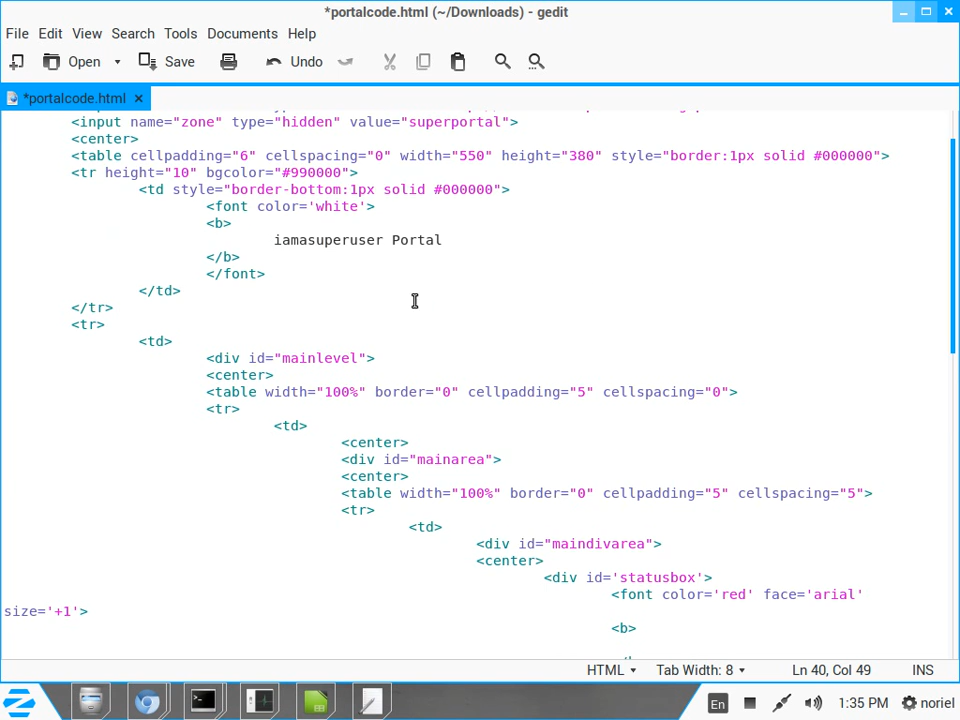 *portalcode.html (~/Downloads) - gedit
File Edit View Search Tools Documents Help
Open Save Undo
*portalcode.html ×
<input name="zone" type="hidden" value="superportal">
<center>
<table cellpadding="6" cellspacing="0" width="550" height="380" style="border:1px solid #000000">
<tr height="10" bgcolor="#990000">
<td style="border-bottom:1px solid #000000">
<font color='white'>
<b>
iamasuperuser Portal
</b>
</font>
</td>
</tr>
<tr>
<td>
<div id="mainlevel">
<center>
<table width="100%" border="0" cellpadding="5" cellspacing="0">
<tr>
<td>
<center>
<div id="mainarea">
<center>
<table width="100%" border="0" cellpadding="5" cellspacing="5">
<tr>
<td>
<div id="maindivarea">
<center>
<div id='statusbox'>
<font color='red' face='arial'
size='+1'>
<b>
HTML Tab Width: 8 Ln 40, Col 49 INS
En 1:35 PM noriel